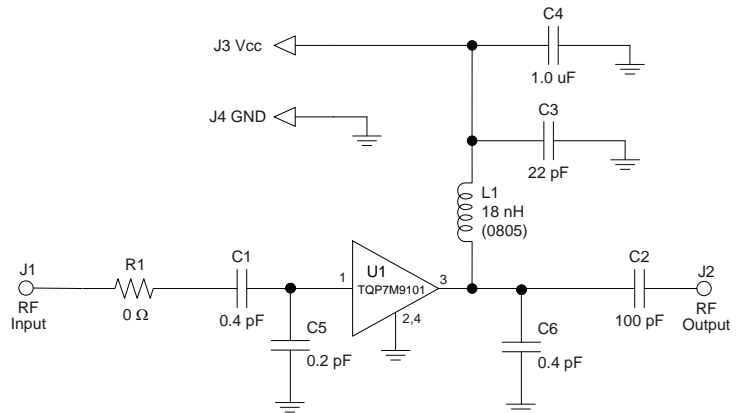 C4
J3 Vcc
1.0 uF
J4 GND
C3
22 pF
L1
18 nH
(0805)
J1
RF
Input
R1
0 Ω
C1
0.4 pF
1
U1
TQP7M9101
3
2,4
C5
0.2 pF
C6
0.4 pF
C2
100 pF
J2
RF
Output